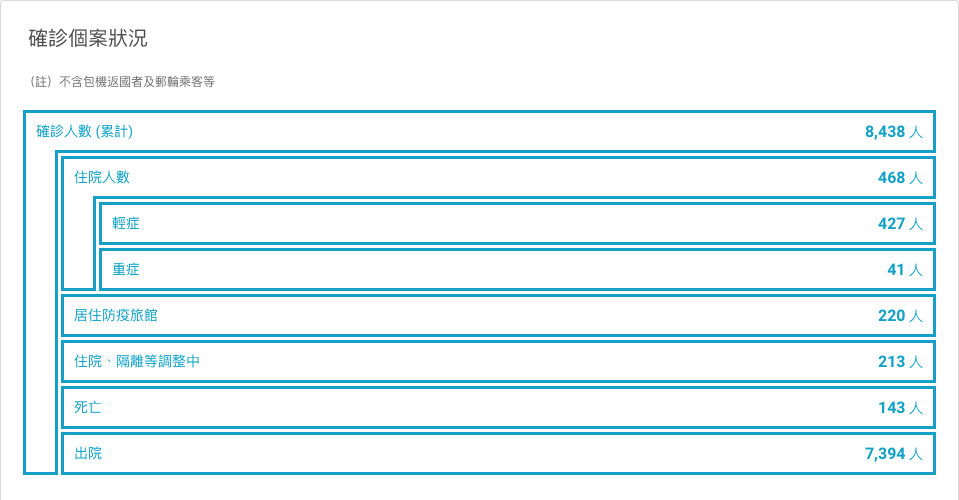 確診個案狀況
（註）不含包機返國者及郵輪乘客等
確診人數 (累計) 8,438 人
住院人數 468 人
輕症 427 人
重症 41 人
居住防疫旅館 220 人
住院、隔離等調整中 213 人
死亡 143 人
出院 7,394 人